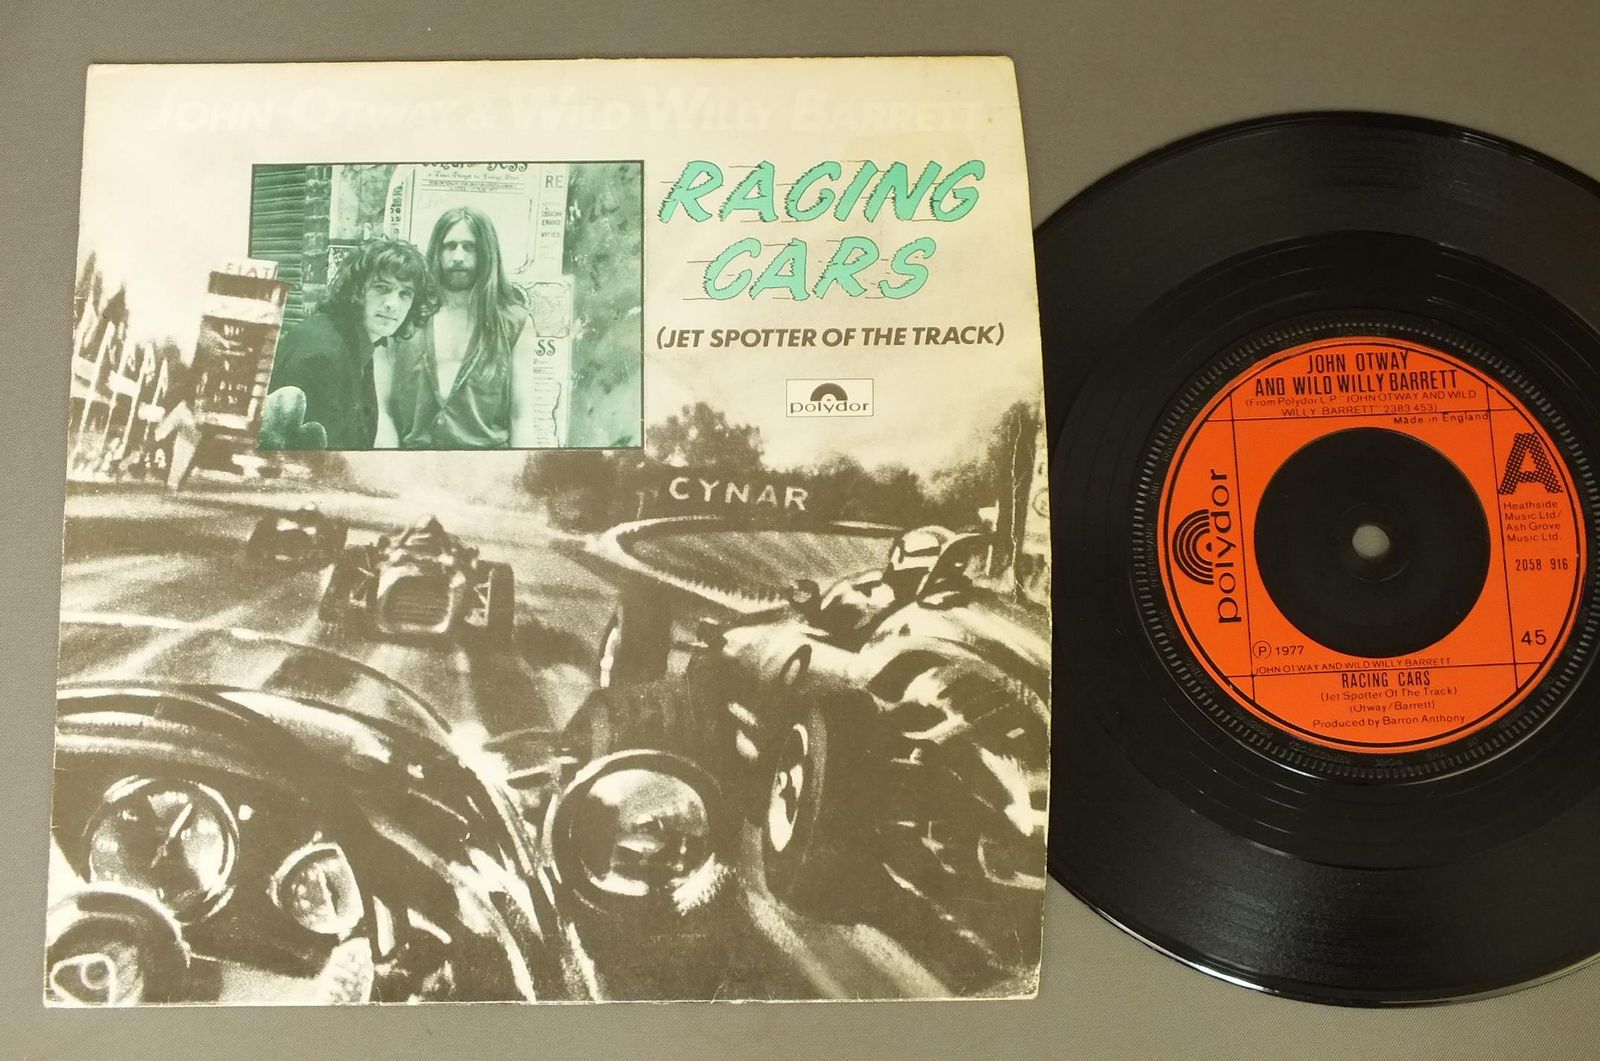 JOHN OTWAY & WILD WILLY BARRETT
RACING
CARS
(JET SPOTTER OF THE TRACK)
polydor
FIAT
RE
SS
CYNAR
JOHN OTWAY
AND WILD WILLY BARRETT
(From Polydor L.P "JOHN OTWAY AND WILD
WILLY BARRETT" 2383 453)
Made in England
polydor
A
Heathside
Music Ltd/
Ash Grove
Music Ltd.
2058 916
45
Ⓟ 1977
JOHN OTWAY AND WILD WILLY BARRETT
RACING CARS
(Jet Spotter Of The Track)
(Otway/Barrett)
Produced by Barron Anthony